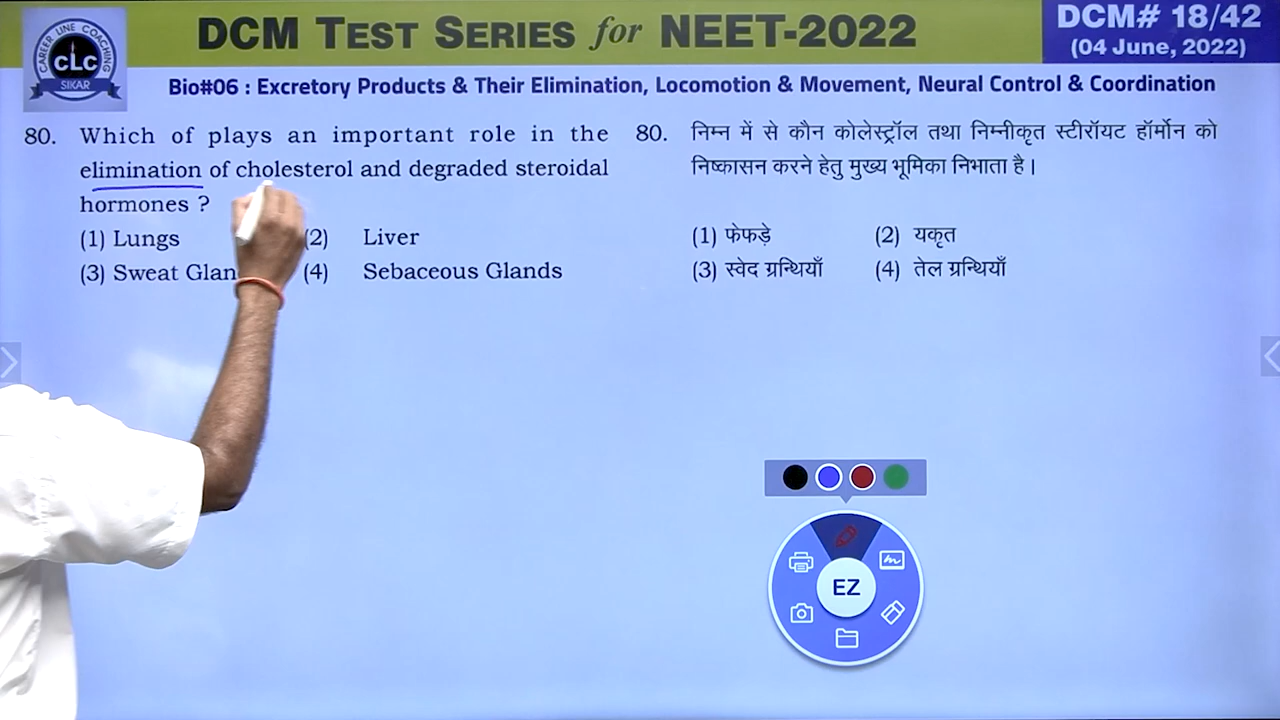 DCM TEST SERIES for NEET-2022
DCM# 18/42
(04 June, 2022)
CAREER LINE COACHING
CLC
SIKAR
Bio#06 : Excretory Products & Their Elimination, Locomotion & Movement, Neural Control & Coordination
80. Which of plays an important role in the
elimination of cholesterol and degraded steroidal
hormones ?
(1) Lungs (2) Liver
(3) Sweat Glan (4) Sebaceous Glands
80. निम्न में से कौन कोलेस्ट्रॉल तथा निम्नीकृत स्टीरॉयट हॉर्मोन को
निष्कासन करने हेतु मुख्य भूमिका निभाता है।
(1) फेफड़े (2) यकृत
(3) स्वेद ग्रन्थियाँ (4) तेल ग्रन्थियाँ
EZ